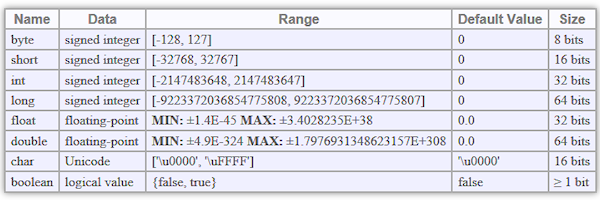 Name Data Range Default Value Size
byte signed integer [-128, 127] 0 8 bits
short signed integer [-32768, 32767] 0 16 bits
int signed integer [-2147483648, 2147483647] 0 32 bits
long signed integer [-9223372036854775808, 9223372036854775807] 0 64 bits
float floating-point MIN: ±1.4E-45 MAX: ±3.4028235E+38 0.0 32 bits
double floating-point MIN: ±4.9E-324 MAX: ±1.7976931348623157E+308 0.0 64 bits
char Unicode ['\u0000', '\uFFFF'] '\u0000' 16 bits
boolean logical value {false, true} false ≥ 1 bit